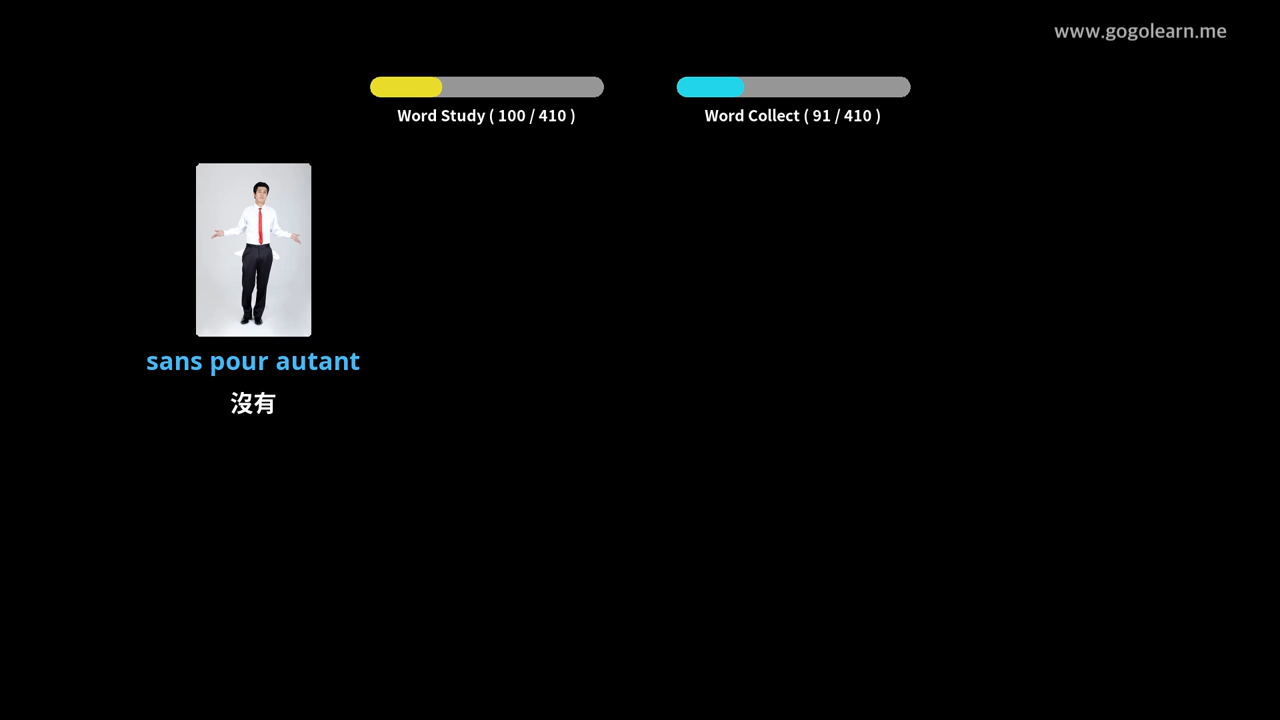 www.gogolearn.me
Word Study ( 100 / 410 )
Word Collect ( 91 / 410 )
sans pour autant
沒有